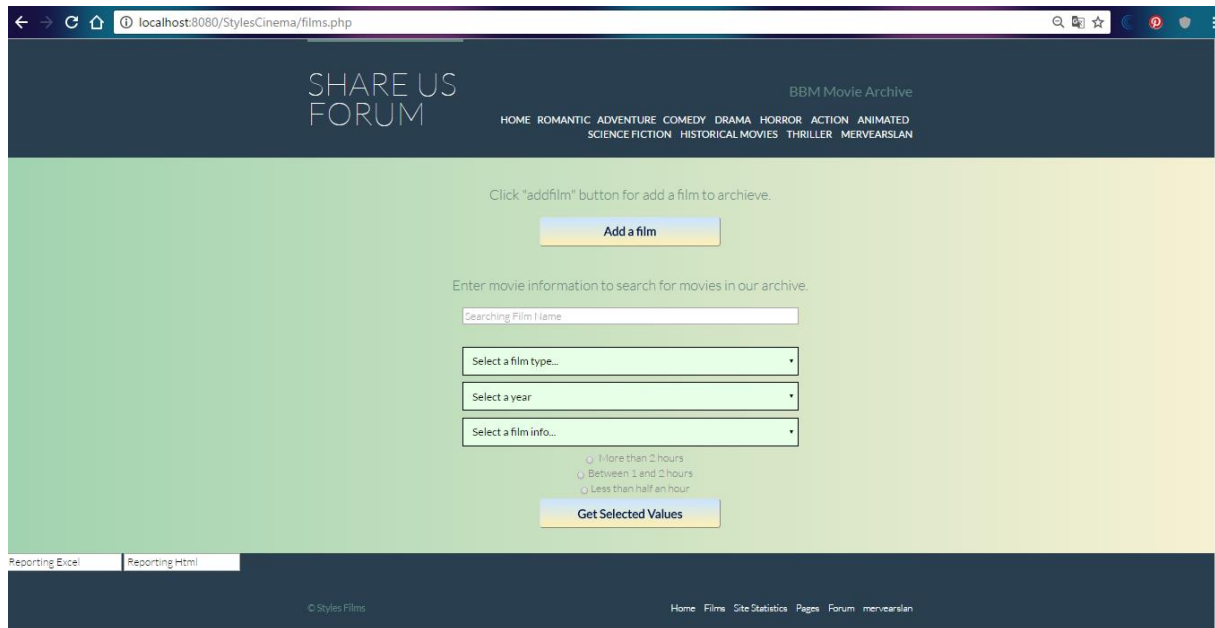 localhost:8080/StylesCinema/films.php
SHARE US
FORUM
BBM Movie Archive
HOME ROMANTIC ADVENTURE COMEDY DRAMA HORROR ACTION ANIMATED
SCIENCE FICTION HISTORICAL MOVIES THRILLER MERVEARSLAN
Click "addfilm" button for add a film to archieve.
Add a film
Enter movie information to search for movies in our archive.
Searching Film Name
Select a film type...
Select a year
Select a film info...
More than 2 hours
Between 1 and 2 hours
Less than half an hour
Get Selected Values
Reporting Excel Reporting Html
© Styles Films
Home Films Site Statistics Pages Forum mervearslan